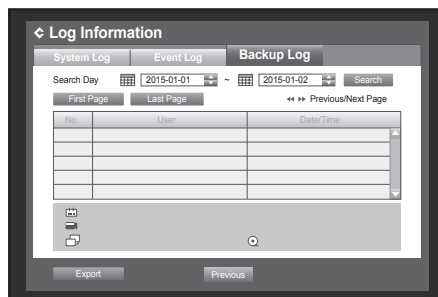 Log Information
System Log Event Log Backup Log
Search Day 2015-01-01 ~ 2015-01-02 Search
First Page Last Page Previous/Next Page
No. User Date/Time
Export Previous